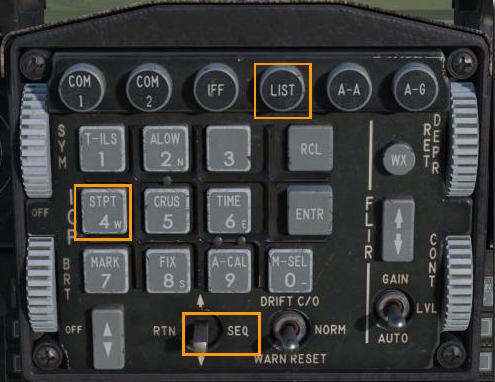 COM 1
COM 2
IFF
LIST
A-A
A-G
SYM
T-ILS 1
ALOW 2 N
3
RCL
WX
RET DEPR
OFF
ICP
STPT 4 W
CRUS 5
TIME 6 E
ENTR
FLIR
BRT
MARK 7
FIX 8 S
A-CAL 9
M-SEL 0 -
CONT
OFF
RTN
SEQ
DRIFT C/O
NORM
WARN RESET
GAIN
LVL
AUTO